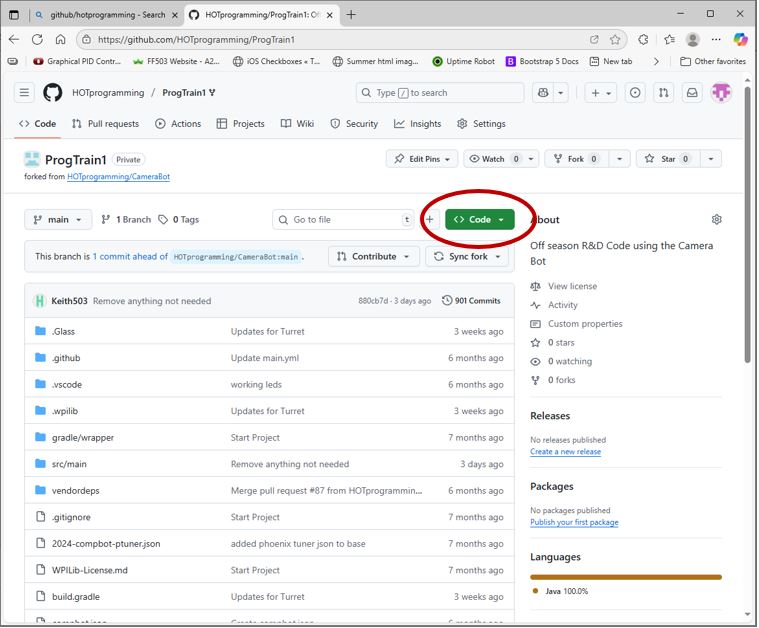 github/hotprogramming - Search
HOTprogramming/ProgTrain1: Of
https://github.com/HOTprogramming/ProgTrain1
Graphical PID Contr...
FF503 Website - A2...
iOS Checkboxes « T...
Summer html imag...
Uptime Robot
Bootstrap 5 Docs
New tab
Other favorites
HOTprogramming / ProgTrain1
Type / to search
Code
Pull requests
Actions
Projects
Wiki
Security
Insights
Settings
ProgTrain1 Private
Edit Pins
Watch 0
Fork 0
Star 0
forked from HOTprogramming/CameraBot
main
1 Branch
0 Tags
Go to file t
Code
This branch is 1 commit ahead of HOTprogramming/CameraBot:main .
Contribute
Sync fork
Keith503 Remove anything not needed 880cb7d · 3 days ago 901 Commits
.Glass Updates for Turret 3 weeks ago
.github Update main.yml 6 months ago
.vscode working leds 6 months ago
.wpilib Updates for Turret 3 weeks ago
gradle/wrapper Start Project 7 months ago
src/main Remove anything not needed 3 days ago
vendordeps Merge pull request #87 from HOTprogrammin... 6 months ago
.gitignore Start Project 7 months ago
2024-compbot-ptuner.json added phoenix tuner json to base 7 months ago
WPILib-License.md Start Project 7 months ago
build.gradle Updates for Turret 3 weeks ago
About
Off season R&D Code using the Camera
Bot
View license
Activity
Custom properties
0 stars
0 watching
0 forks
Releases
No releases published
Create a new release
Packages
No packages published
Publish your first package
Languages
Java 100.0%